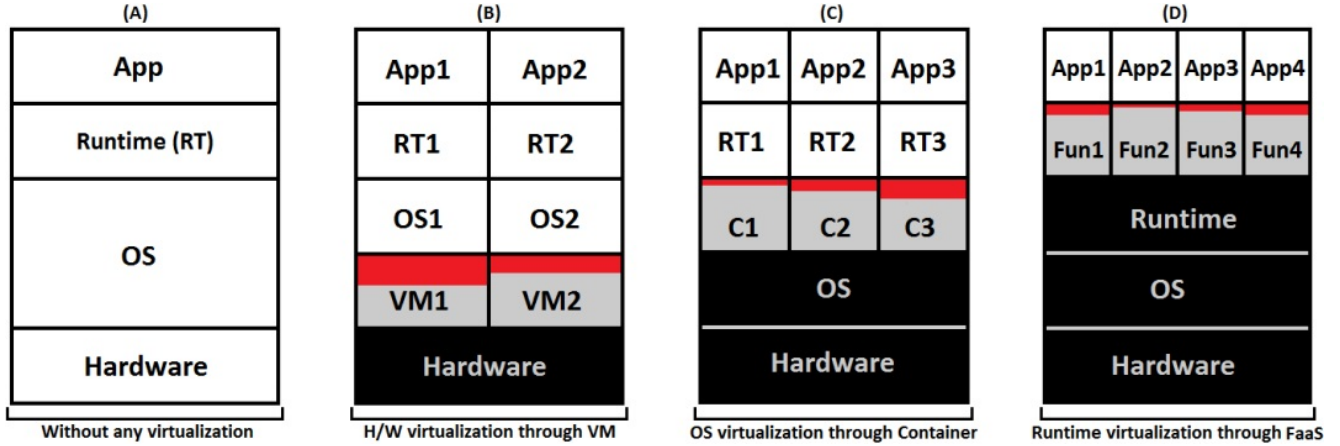 (A)
App
Runtime (RT)
OS
Hardware
Without any virtualization
(B)
App1 App2
RT1 RT2
OS1 OS2
VM1 VM2
Hardware
H/W virtualization through VM
(C)
App1 App2 App3
RT1 RT2 RT3
C1 C2 C3
OS
Hardware
OS virtualization through Container
(D)
App1 App2 App3 App4
Fun1 Fun2 Fun3 Fun4
Runtime
OS
Hardware
Runtime virtualization through FaaS